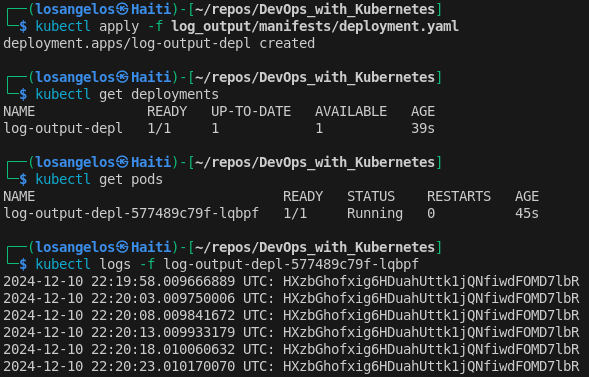 ┌──(losangelos㉿Haiti)-[~/repos/DevOps_with_Kubernetes]
└─$ kubectl apply -f log_output/manifests/deployment.yaml
deployment.apps/log-output-depl created
┌──(losangelos㉿Haiti)-[~/repos/DevOps_with_Kubernetes]
└─$ kubectl get deployments
NAME              READY   UP-TO-DATE   AVAILABLE   AGE
log-output-depl   1/1     1            1           39s
┌──(losangelos㉿Haiti)-[~/repos/DevOps_with_Kubernetes]
└─$ kubectl get pods
NAME                               READY   STATUS    RESTARTS   AGE
log-output-depl-577489c79f-lqbpf   1/1     Running   0          45s
┌──(losangelos㉿Haiti)-[~/repos/DevOps_with_Kubernetes]
└─$ kubectl logs -f log-output-depl-577489c79f-lqbpf
2024-12-10 22:19:58.009666889 UTC: HXzbGhofxig6HDuahUttk1jQNfiwdFOMD7lbR
2024-12-10 22:20:03.009750006 UTC: HXzbGhofxig6HDuahUttk1jQNfiwdFOMD7lbR
2024-12-10 22:20:08.009841672 UTC: HXzbGhofxig6HDuahUttk1jQNfiwdFOMD7lbR
2024-12-10 22:20:13.009933179 UTC: HXzbGhofxig6HDuahUttk1jQNfiwdFOMD7lbR
2024-12-10 22:20:18.010060632 UTC: HXzbGhofxig6HDuahUttk1jQNfiwdFOMD7lbR
2024-12-10 22:20:23.010170070 UTC: HXzbGhofxig6HDuahUttk1jQNfiwdFOMD7lbR